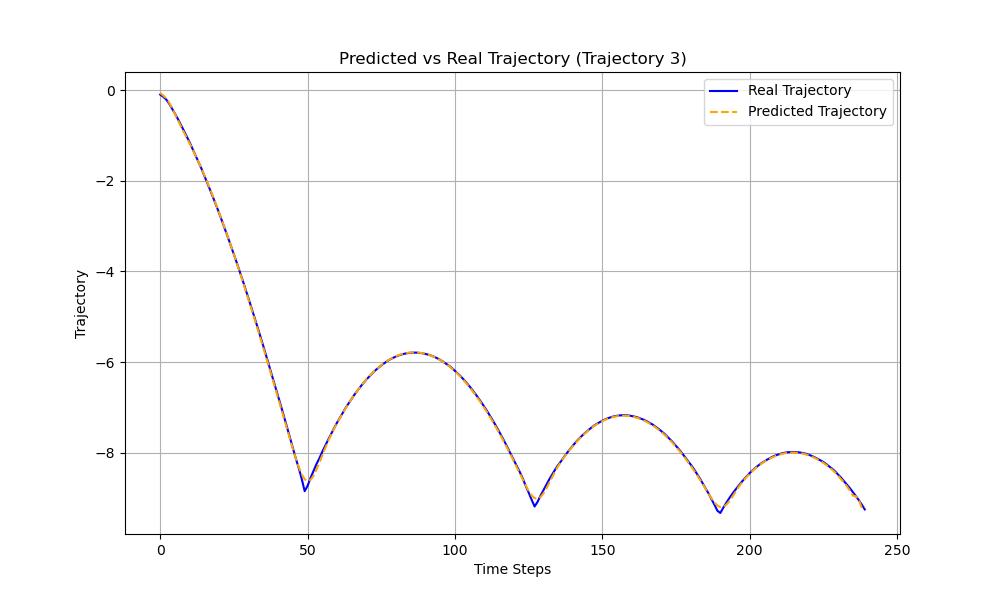 Predicted vs Real Trajectory (Trajectory 3)
Real Trajectory
Predicted Trajectory
Trajectory
0
−2
−4
−6
−8
0
50
100
150
200
250
Time Steps